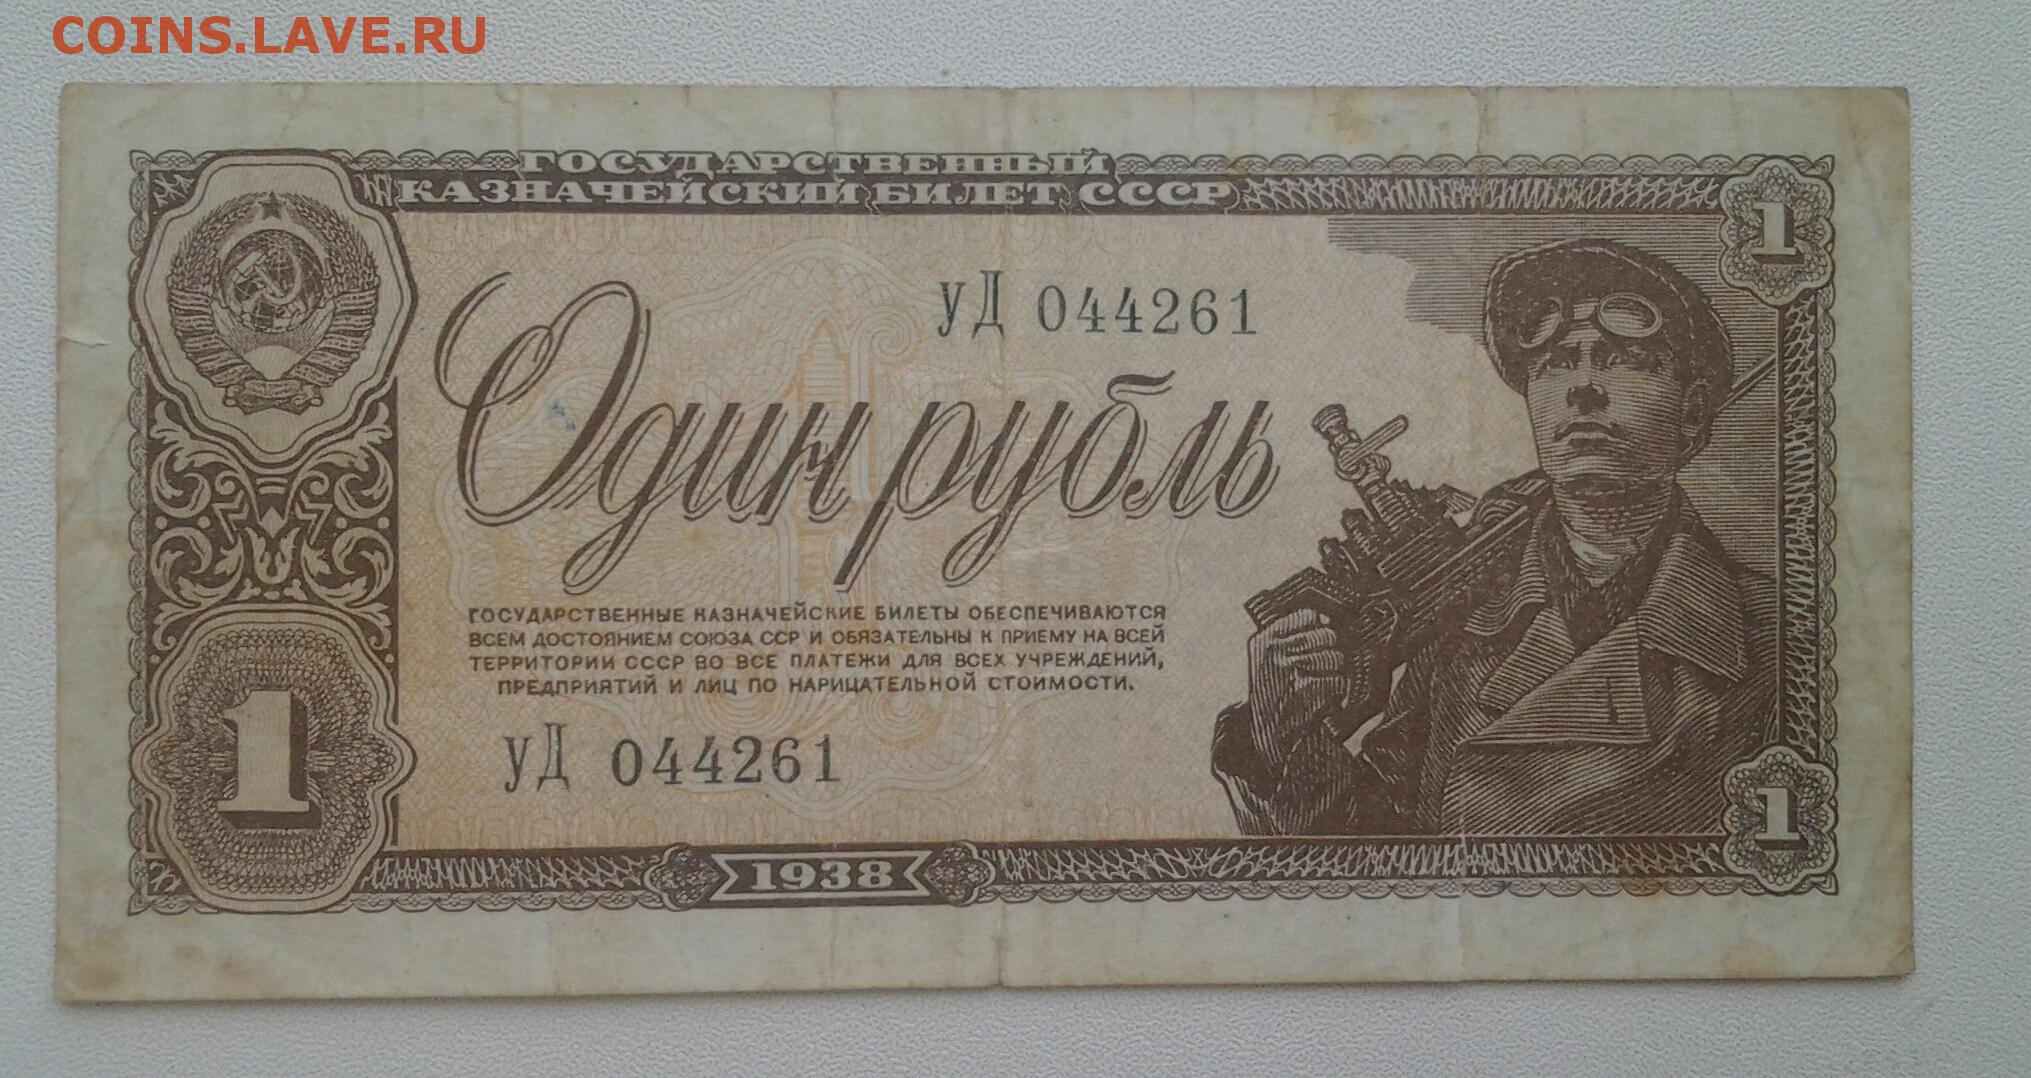 COINS.LAVE.RU
ГОСУДАРСТВЕННЫЙ
КАЗНАЧЕЙСКИЙ БИЛЕТ СССР
1
уД 044261
Один рубль
ГОСУДАРСТВЕННЫЕ КАЗНАЧЕЙСКИЕ БИЛЕТЫ ОБЕСПЕЧИВАЮТСЯ
ВСЕМ ДОСТОЯНИЕМ СОЮЗА ССР И ОБЯЗАТЕЛЬНЫ К ПРИЕМУ НА ВСЕЙ
ТЕРРИТОРИИ СССР ВО ВСЕ ПЛАТЕЖИ ДЛЯ ВСЕХ УЧРЕЖДЕНИЙ,
ПРЕДПРИЯТИЙ И ЛИЦ ПО НАРИЦАТЕЛЬНОЙ СТОИМОСТИ.
уД 044261
1
1
1938